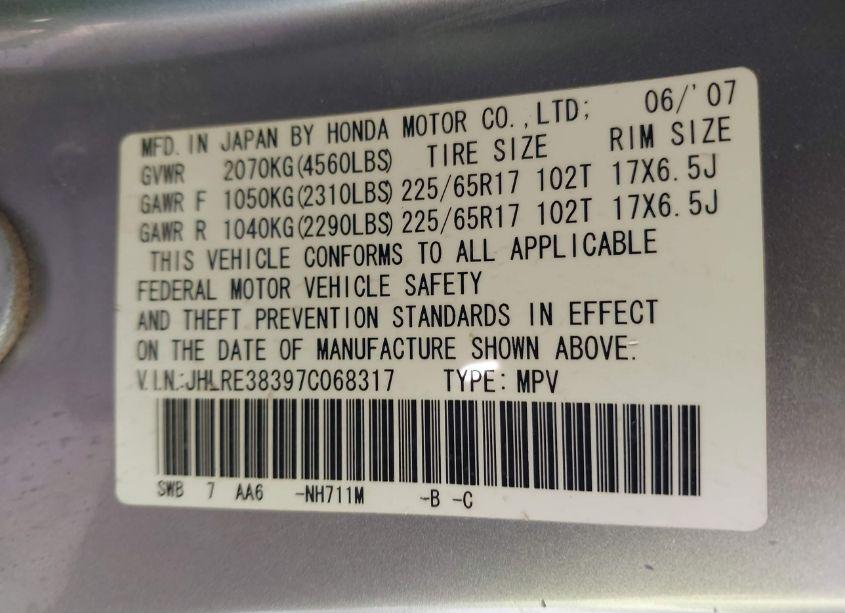 MFD. IN JAPAN BY HONDA MOTOR CO.,LTD; 06/'07
GVWR 2070KG(4560LBS) TIRE SIZE RIM SIZE
GAWR F 1050KG(2310LBS) 225/65R17 102T 17X6.5J
GAWR R 1040KG(2290LBS) 225/65R17 102T 17X6.5J
THIS VEHICLE CONFORMS TO ALL APPLICABLE
FEDERAL MOTOR VEHICLE SAFETY
AND THEFT PREVENTION STANDARDS IN EFFECT
ON THE DATE OF MANUFACTURE SHOWN ABOVE.
V.I.N.:JHLRE38397C068317 TYPE: MPV
SWB 7 AA6 -NH711M -B -C